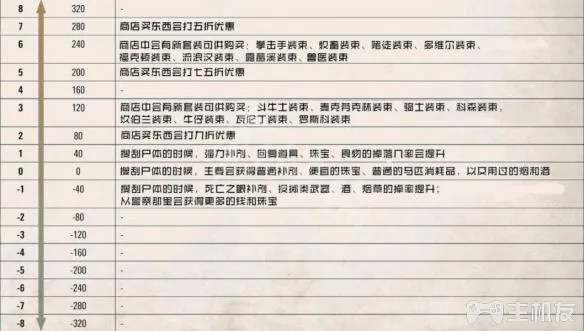 8 320 -
7 280 商店买东西会打五折优惠
6 240 商店中会有新套装可供购买；拳击手装束、牧畜装束、赌徒装束、多维尔装束、
福克顿装束、流浪汉装束、露茜溪装束、兽医装束
5 200 商店买东西会打七五折优惠
4 160 -
3 120 商店中会有新套装可供购买；斗牛士装束、麦克劳克林装束、骑士装束、科森装束，
坎伯兰装束、牛仔装束、瓦伦丁装束、罗斯科装束
2 80 商店买东西会打九折优惠
1 40 搜刮尸体的时候，强力补剂、回复道具、珠宝、食物的掉落几率会提升
0 0 搜刮尸体的时候，主要会获得普通补剂、便宜的珠宝、普通的马匹消耗品，以及用过的烟和酒
-1 -40 搜刮尸体的时候，死亡之眼补剂、投掷类武器、酒、烟草的掉率提升；
以警察那里会获得更多的钱和珠宝
-2 -80 -
-3 -120 -
-4 -160 -
-5 -200 -
-6 -240 -
-7 -280 -
-8 -320 -
主机友